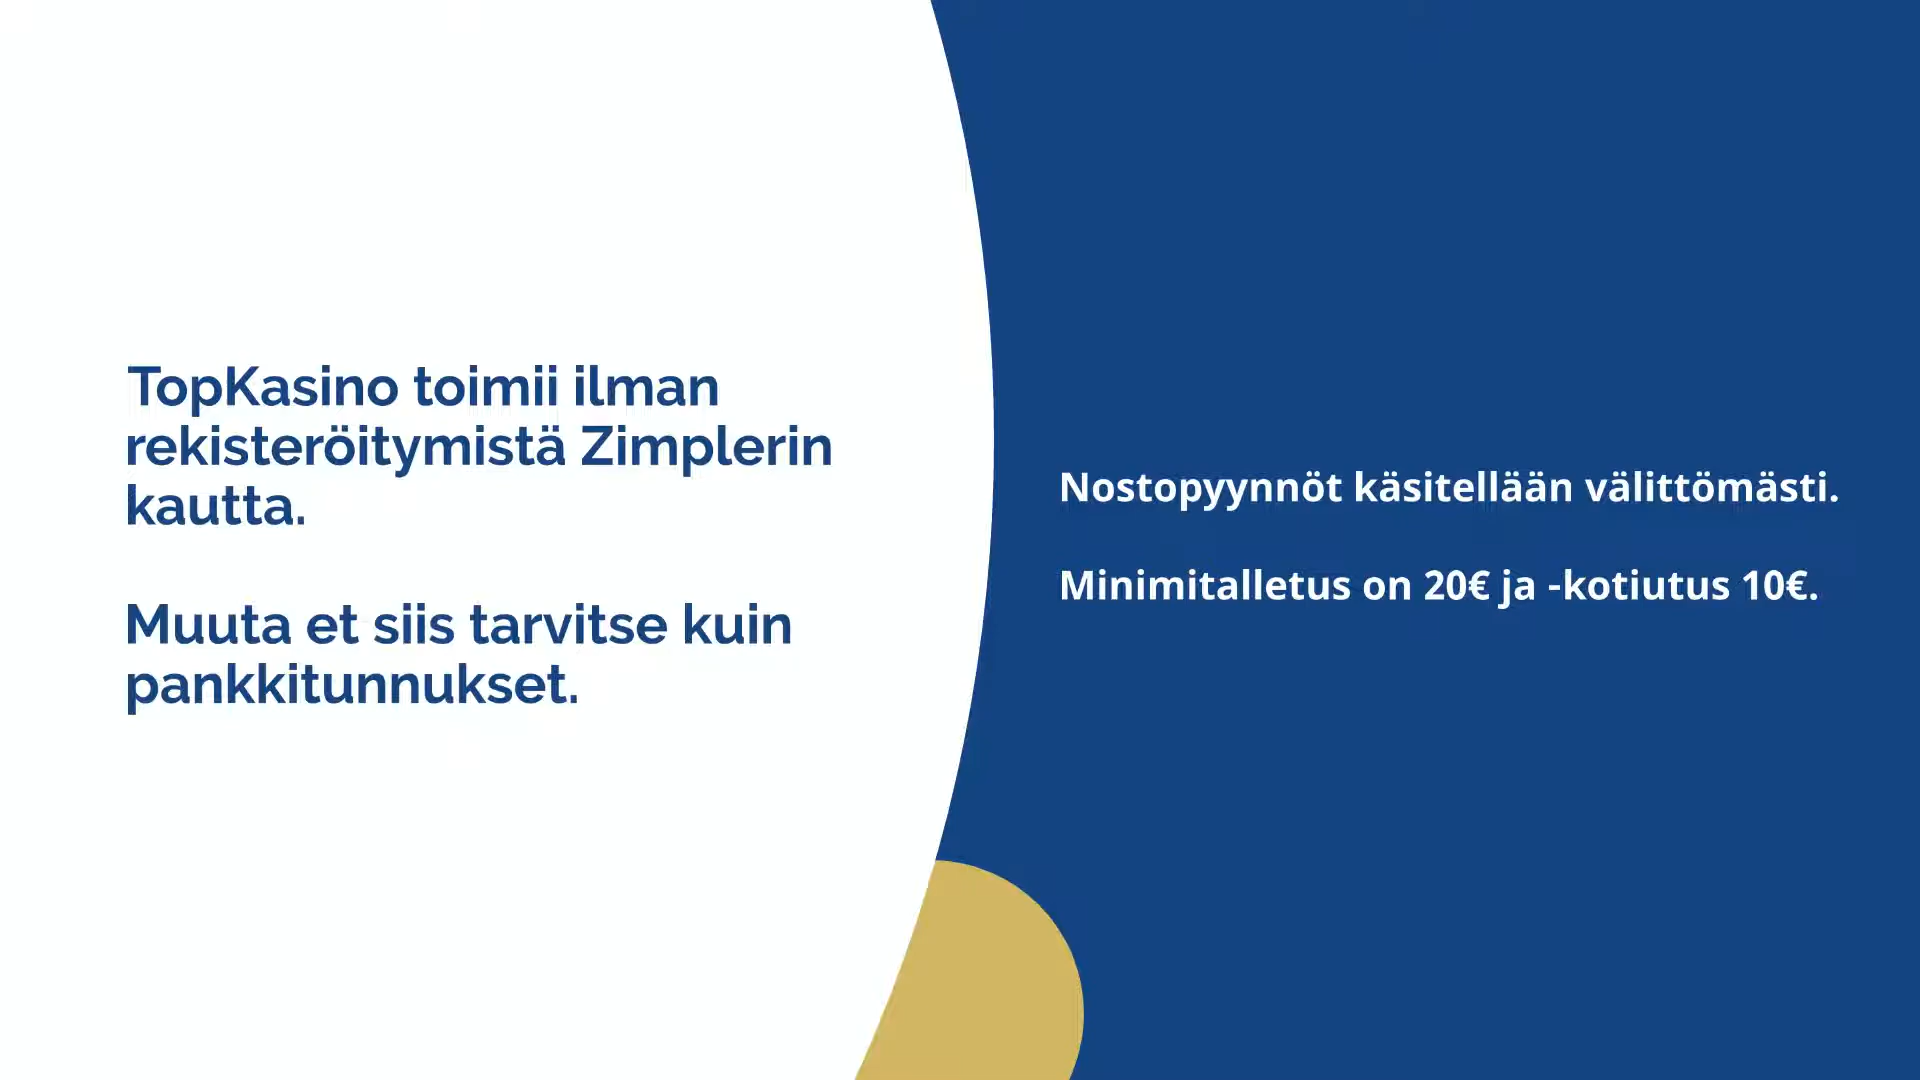 TopKasino toimii ilman
rekisteröitymistä Zimplerin
kautta.
Muuta et siis tarvitse kuin
pankkitunnukset.
Nostopyynnöt käsitellään välittömästi.
Minimitalletus on 20€ ja -kotiutus 10€.